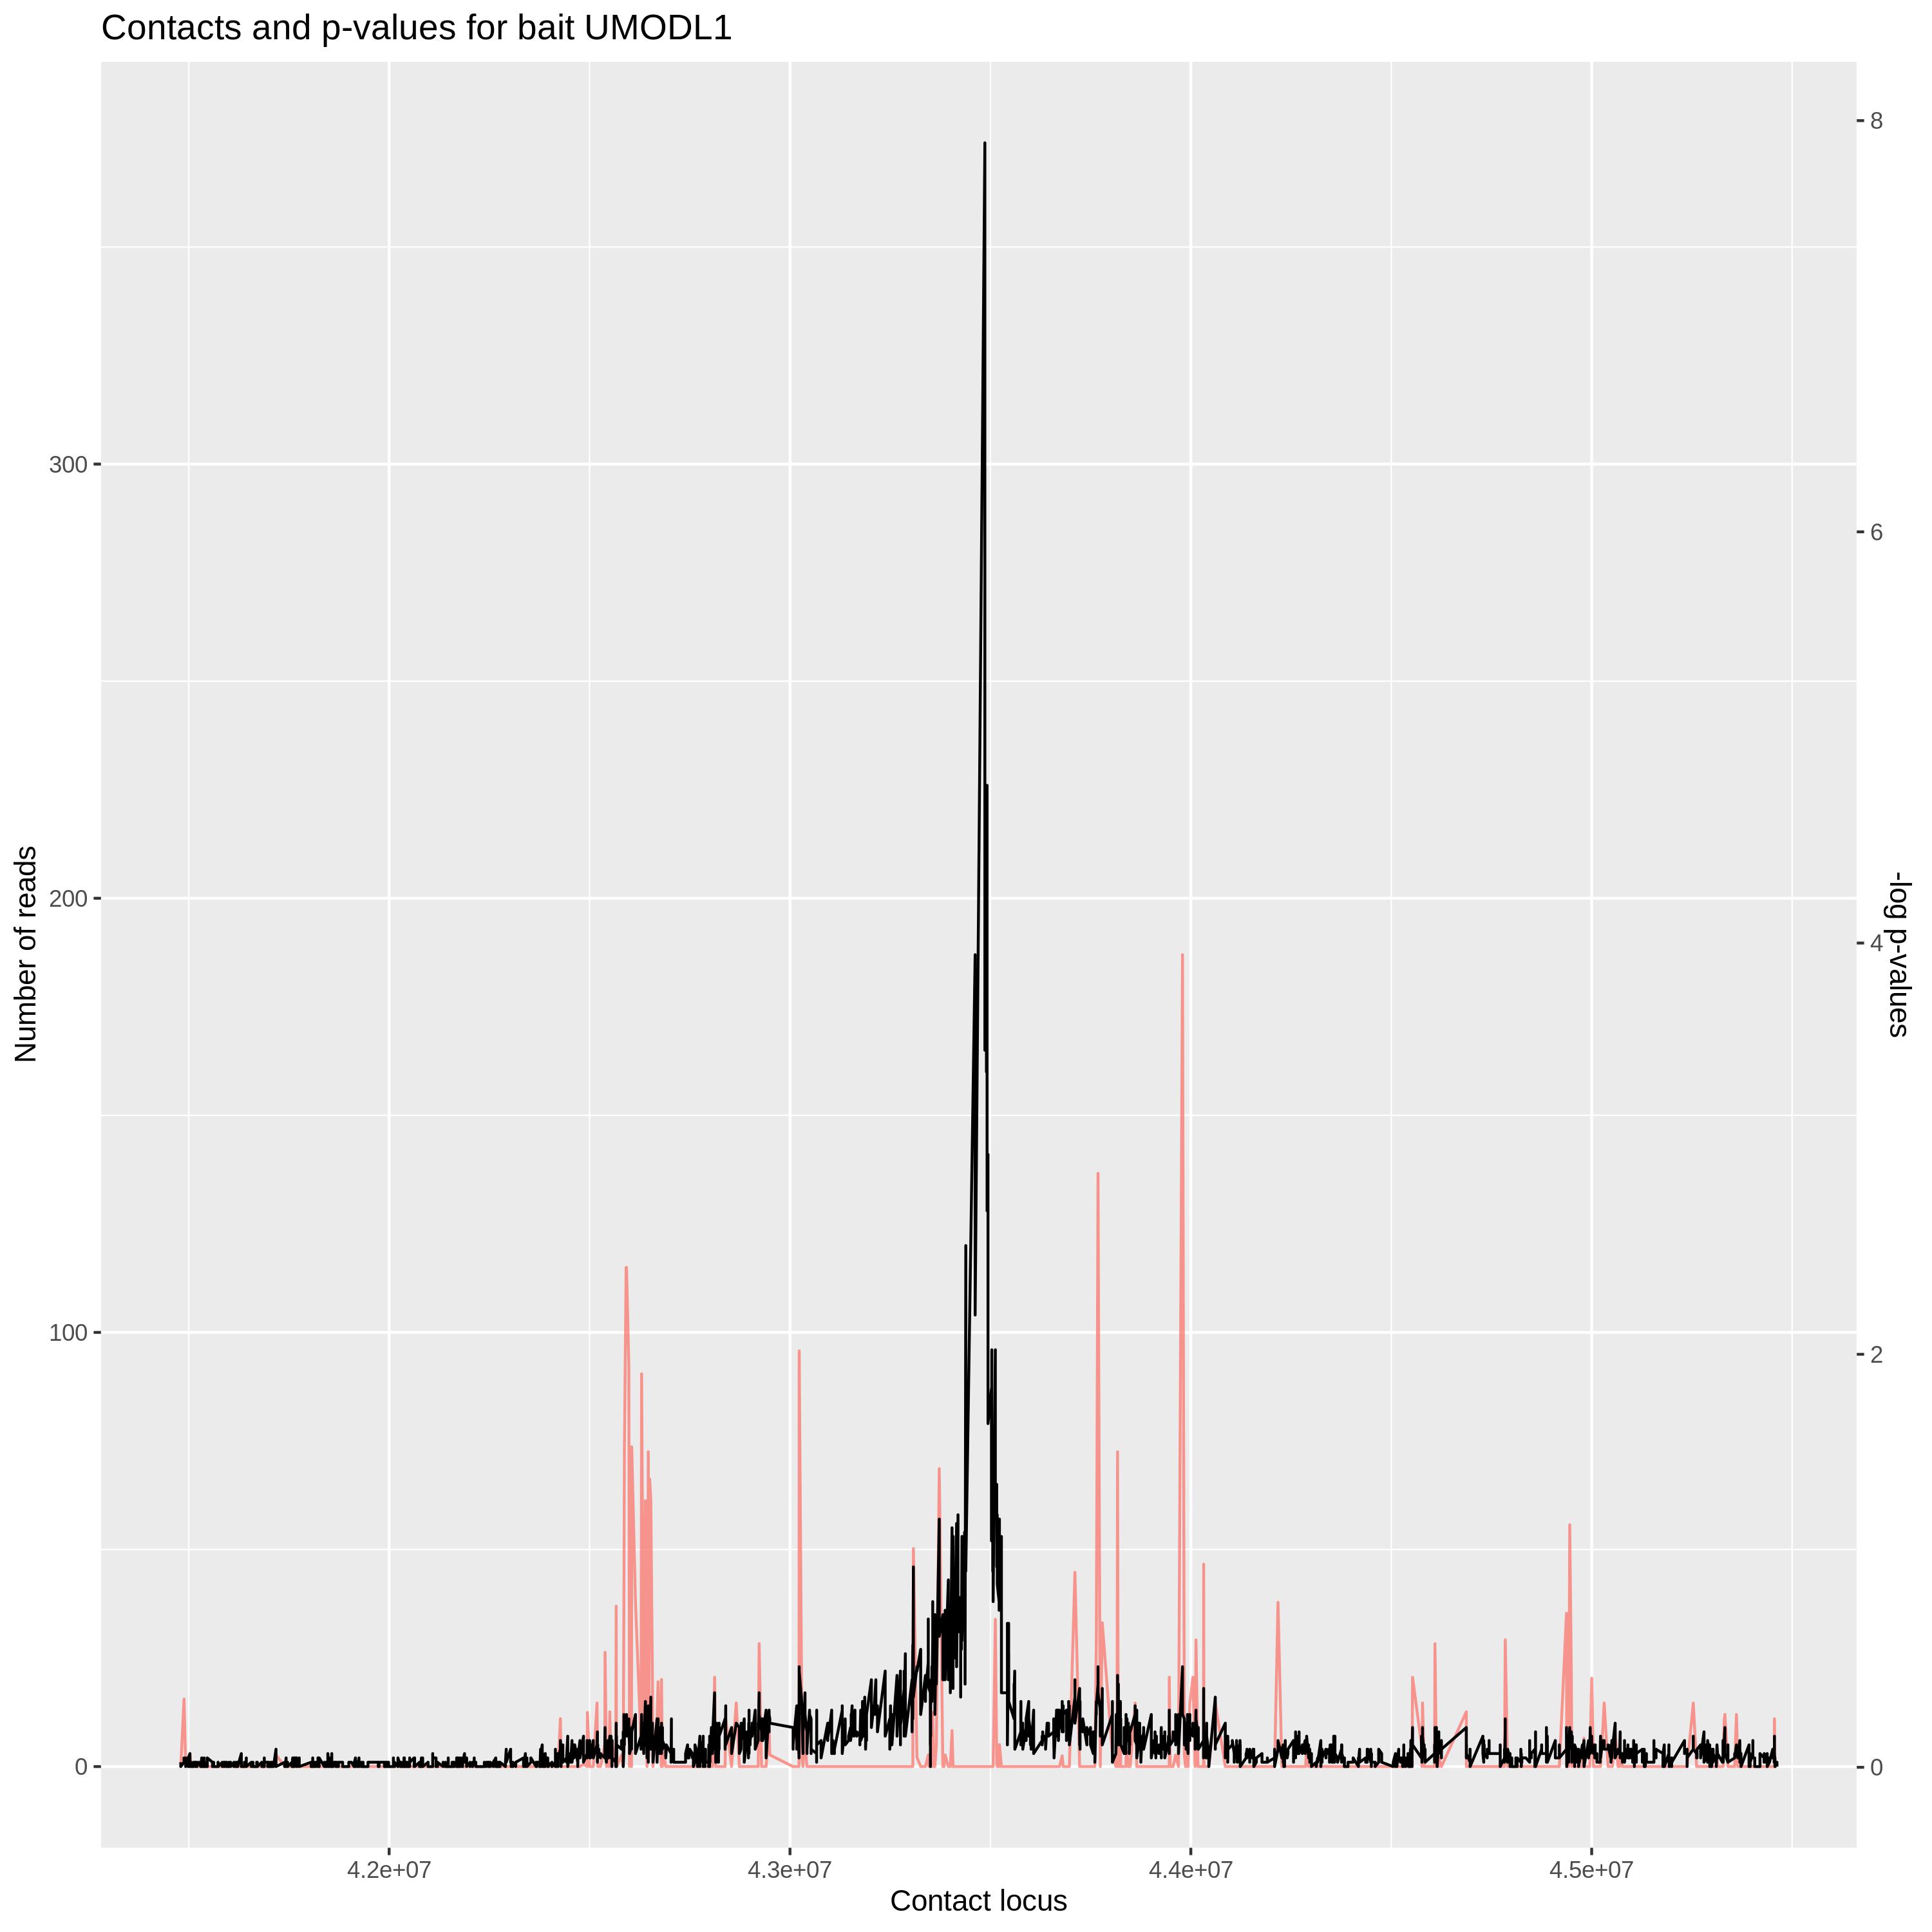 Contacts and p-values for bait UMODL1
Number of reads
300
200
100
0
8
6
4
2
0
-log p-values
4.2e+07
4.3e+07
4.4e+07
4.5e+07
Contact locus